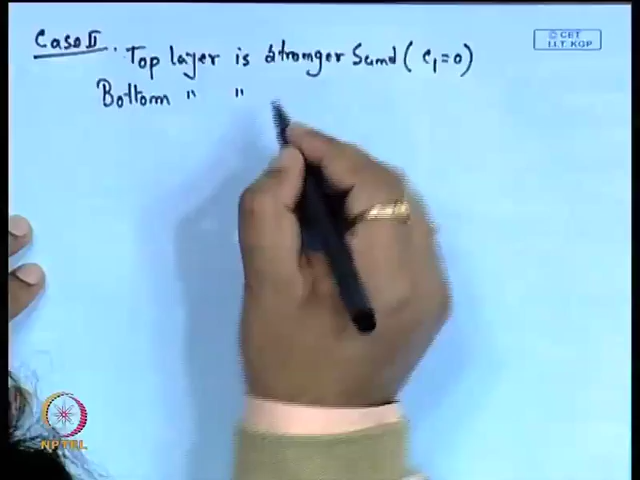 Case II. Top layer is stronger Sand (c₁=0)
Bottom " "
© CET
I.I.T. KGP
NPTEL